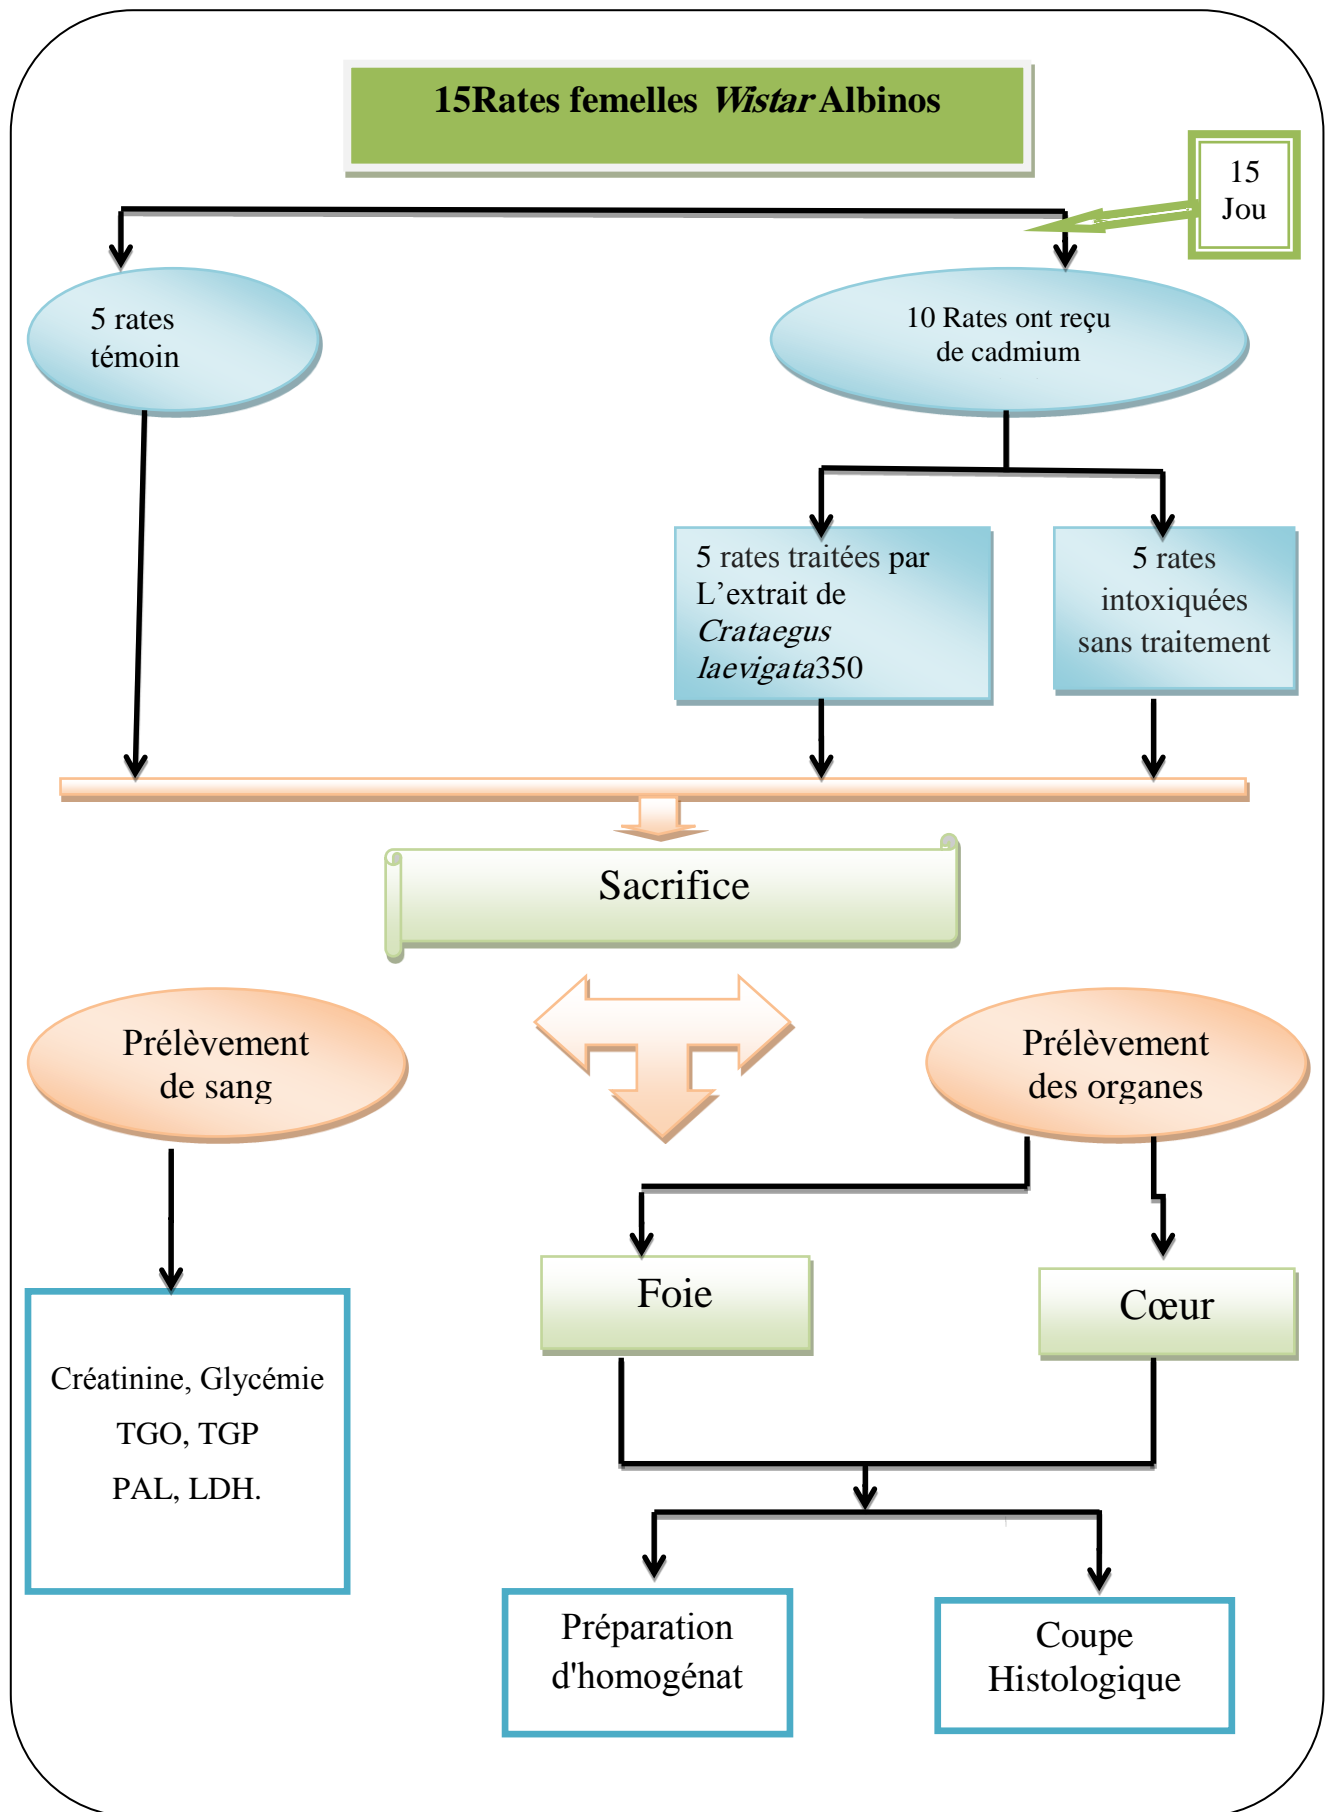 15Rates femelles Wistar Albinos
15
Jou
5 rates
témoin
10 Rates ont reçu
de cadmium
5 rates traitées par
L’extrait de
Crataegus
laevigata350
5 rates
intoxiquées
sans traitement
Sacrifice
Prélèvement
de sang
Prélèvement
des organes
Foie
Cœur
Créatinine, Glycémie
TGO, TGP
PAL, LDH.
Préparation
d'homogénat
Coupe
Histologique